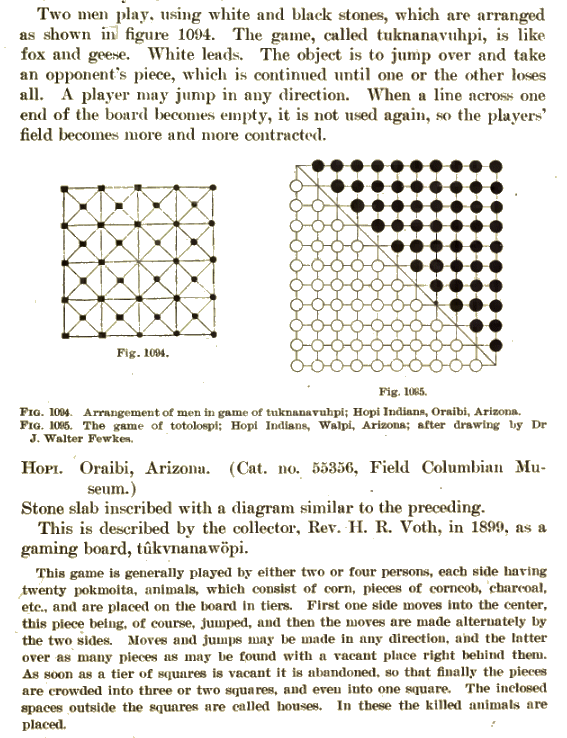 Two men play, using white and black stones, which are arranged
as shown in figure 1094. The game, called tuknanavuhpi, is like
fox and geese. White leads. The object is to jump over and take
an opponent's piece, which is continued until one or the other loses
all. A player may jump in any direction. When a line across one
end of the board becomes empty, it is not used again, so the players'
field becomes more and more contracted.
Fig. 1094.
Fig. 1095.
FIG. 1094. Arrangement of men in game of tuknanavuhpi; Hopi Indians, Oraibi, Arizona.
FIG. 1095. The game of totolospi; Hopi Indians, Walpi, Arizona; after drawing by Dr
J. Walter Fewkes.
HOPI. Oraibi, Arizona. (Cat. no. 55356, Field Columbian Mu-
seum.)
Stone slab inscribed with a diagram similar to the preceding.
This is described by the collector, Rev. H. R. Voth, in 1899, as a
gaming board, tûkvnanawöpi.
This game is generally played by either two or four persons, each side having
twenty pokmoita, animals, which consist of corn, pieces of corncob, charcoal,
etc., and are placed on the board in tiers. First one side moves into the center,
this piece being, of course, jumped, and then the moves are made alternately by
the two sides. Moves and jumps may be made in any direction, and the latter
over as many pieces as may be found with a vacant place right behind them.
As soon as a tier of squares is vacant it is abandoned, so that finally the pieces
are crowded into three or two squares, and even into one square. The inclosed
spaces outside the squares are called houses. In these the killed animals are
placed.